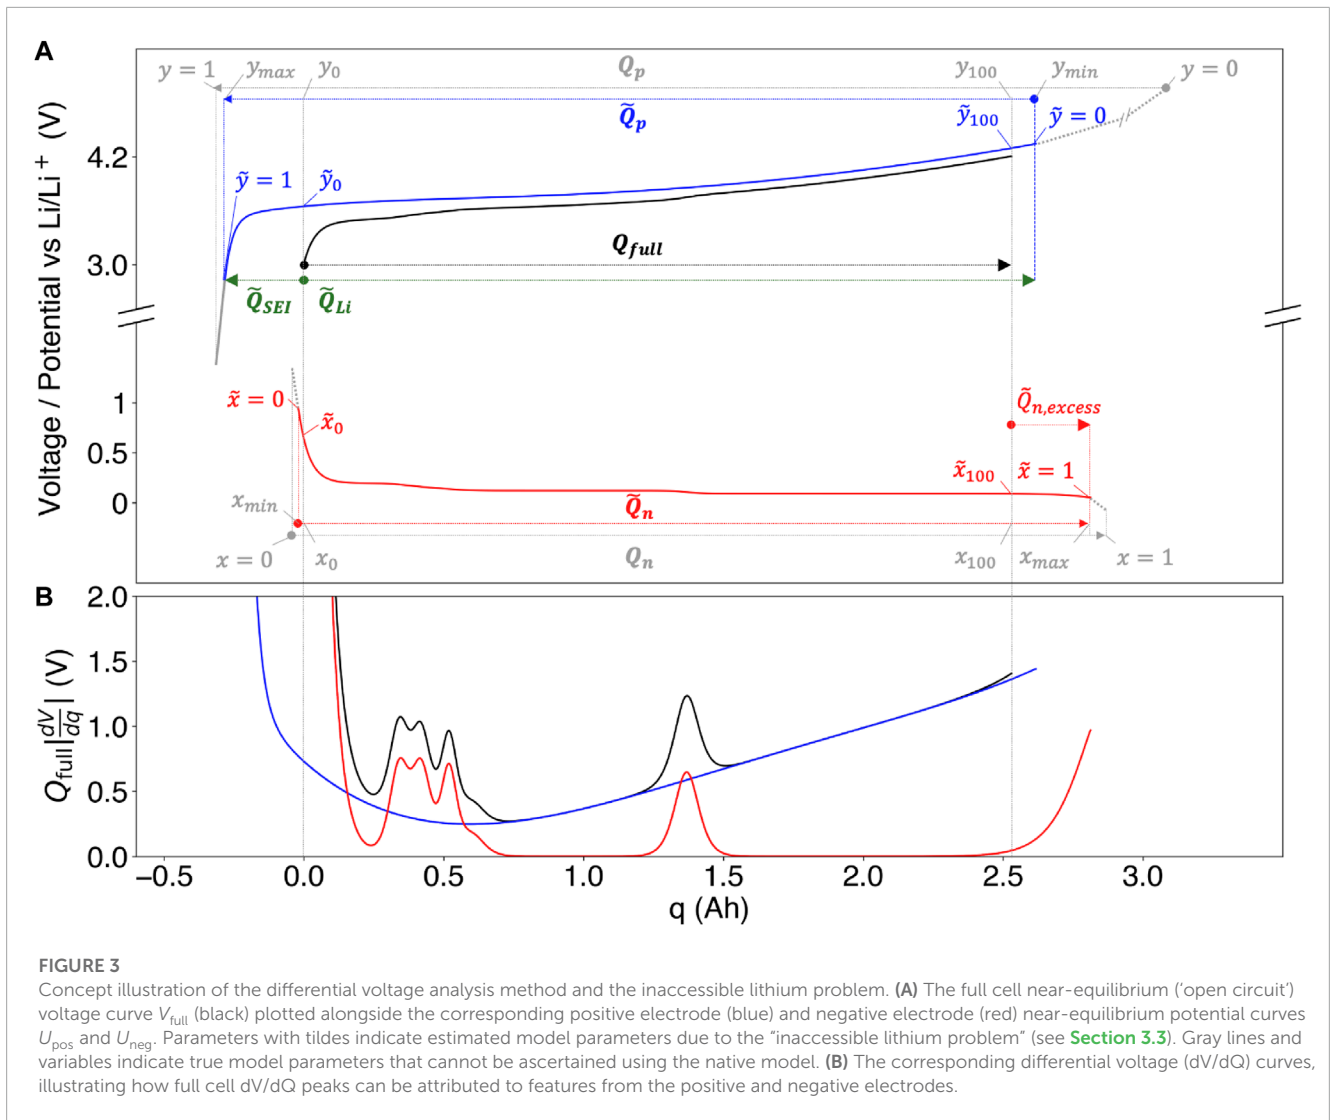 A
y = 1 y_max y_0 Q_p y_100 y_min y = 0
Q̃_p ỹ_100 ỹ = 0
4.2
ỹ = 1 ỹ_0
Q_full
3.0
Q̃_SEI Q̃_Li
Voltage / Potential vs Li/Li⁺ (V)
x̃ = 0 1 Q̃_n,excess
x̃_0
0.5 x̃_100 x̃ = 1
0
x_min Q̃_n
x = 0 x_0 Q_n x_100 x_max x = 1
B
2.0
1.5
1.0
0.5
0.0
Q_full|dV/dq| (V)
−0.5 0.0 0.5 1.0 1.5 2.0 2.5 3.0
q (Ah)
FIGURE 3
Concept illustration of the differential voltage analysis method and the inaccessible lithium problem. (A) The full cell near-equilibrium (‘open circuit’)
voltage curve V_full (black) plotted alongside the corresponding positive electrode (blue) and negative electrode (red) near-equilibrium potential curves
U_pos and U_neg. Parameters with tildes indicate estimated model parameters due to the “inaccessible lithium problem” (see Section 3.3). Gray lines and
variables indicate true model parameters that cannot be ascertained using the native model. (B) The corresponding differential voltage (dV/dQ) curves,
illustrating how full cell dV/dQ peaks can be attributed to features from the positive and negative electrodes.